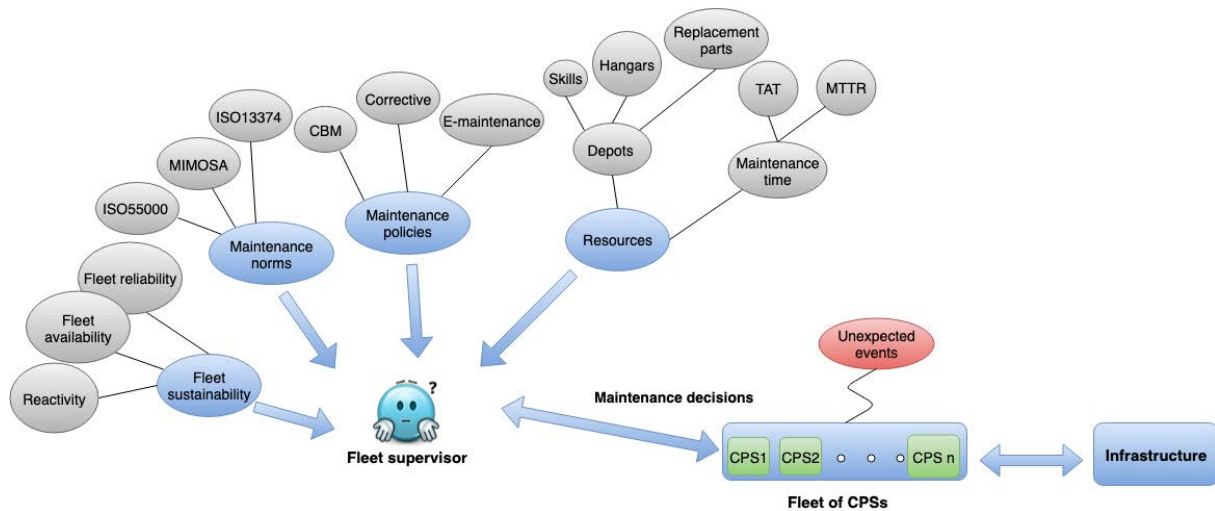 Replacement
parts
Hangars
Skills
TAT
MTTR
Corrective
ISO13374
CBM
E-maintenance
Depots
Maintenance
time
MIMOSA
ISO55000
Maintenance
policies
Maintenance
norms
Resources
Fleet reliability
Fleet
availability
Unexpected
events
Fleet
sustainability
Reactivity
?
Maintenance decisions
Fleet supervisor
CPS1
CPS2
CPS n
Infrastructure
Fleet of CPSs